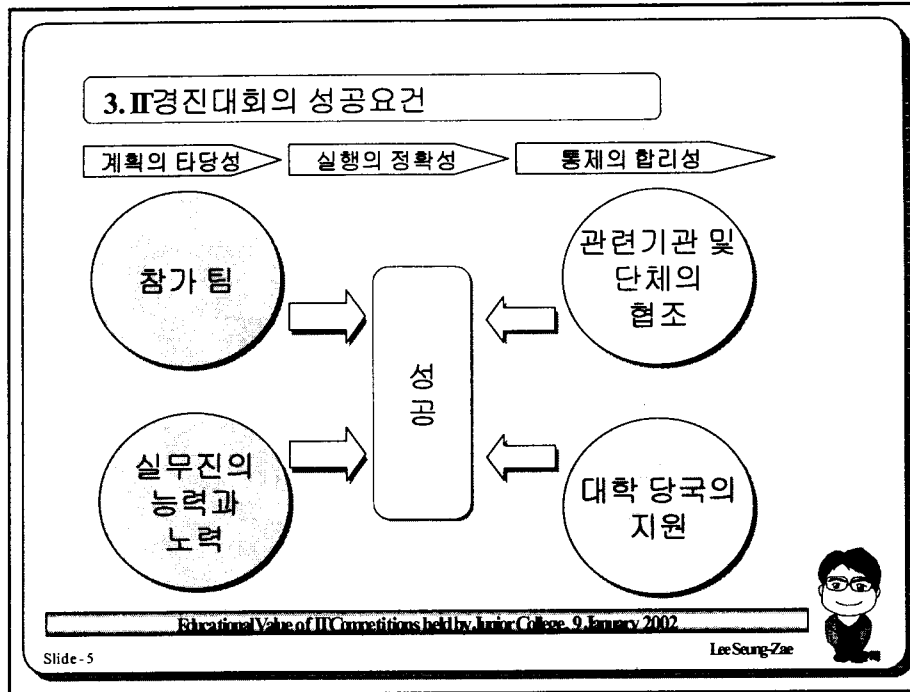 3. IT경진대회의 성공요건
계획의 타당성
실행의 정확성
통제의 합리성
참가 팀
관련기관 및
단체의
협조
성
공
실무진의
능력과
노력
대학 당국의
지원
Educational Value of IT Competitions held by Junior College, 9 January 2002
Slide - 5
Lee Seung-Zae